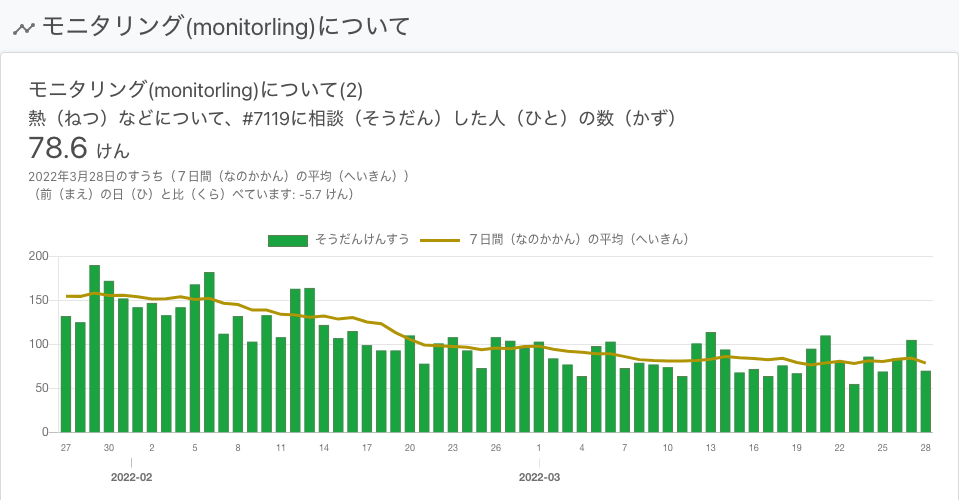 モニタリング(monitorling)について
モニタリング(monitorling)について(2)
熱（ねつ）などについて、#7119に相談（そうだん）した人（ひと）の数（かず）
78.6 けん
2022年3月28日のすうち（７日間（なのかかん）の平均（へいきん））
（前（まえ）の日（ひ）と比（くら）べています: -5.7 けん）
そうだんけんすう ７日間（なのかかん）の平均（へいきん）
200
150
100
50
0
27 30 2 5 8 11 14 17 20 23 26 1 4 7 10 13 16 19 22 25 28
2022-02 2022-03